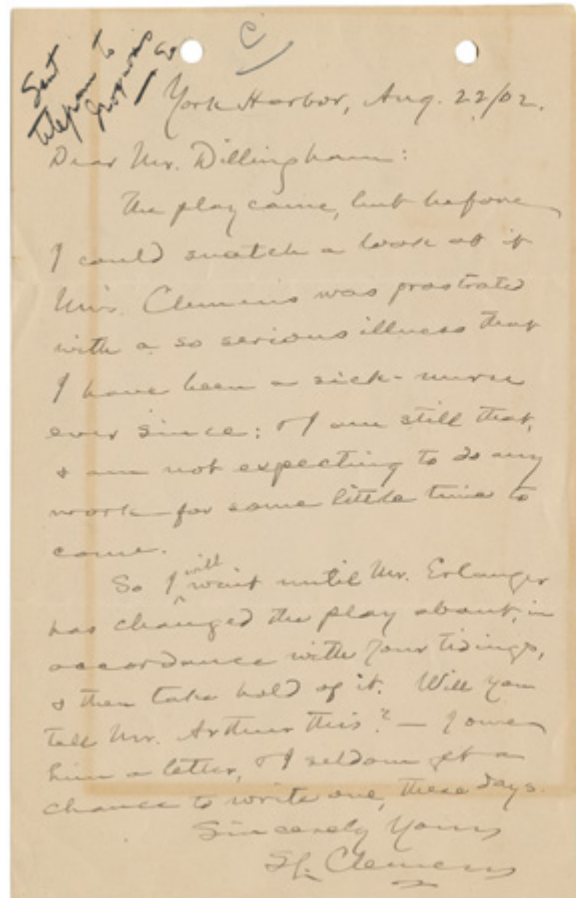 Sent
telegram to
York Harbor, Aug. 22/02.
Dear Mr. Dillingham:
The play came, but before
I could snatch a look at it
Mrs. Clemens was prostrated
with a so serious illness that
I have been a sick-nurse
ever since: & I am still that,
& am not expecting to do any
work for some little time to
come.
So I will wait until Mr. Erlanger
has changed the play about, in
accordance with your tidings,
& then take hold of it. Will you
tell Mr. Arthur this? — I owe
him a letter, & I seldom get a
chance to write one, these days.
Sincerely Yours
SL. Clemens